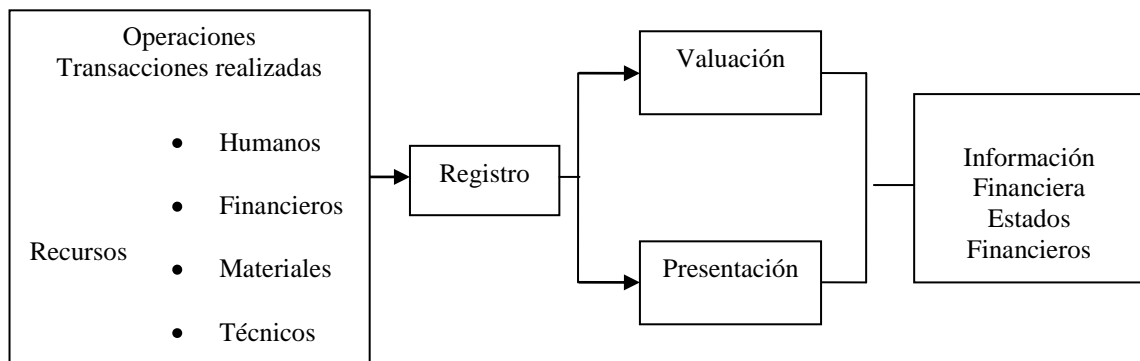 Operaciones
Transacciones realizadas
Recursos
• Humanos
• Financieros
• Materiales
• Técnicos
Registro
Valuación
Presentación
Información
Financiera
Estados
Financieros